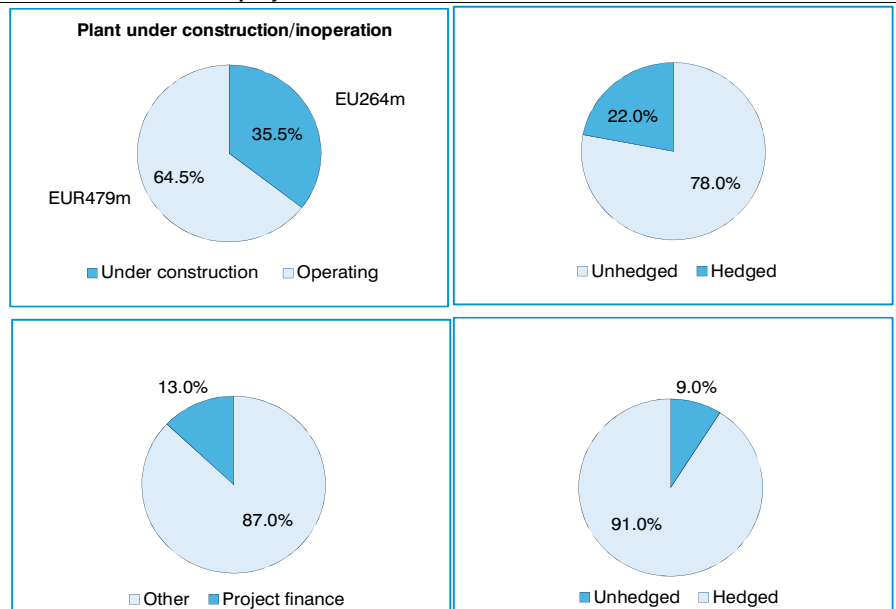 Plant under construction/inoperation
EU264m
35.5%
64.5%
EUR479m
Under construction Operating
22.0%
78.0%
Unhedged Hedged
13.0%
87.0%
Other Project finance
9.0%
91.0%
Unhedged Hedged